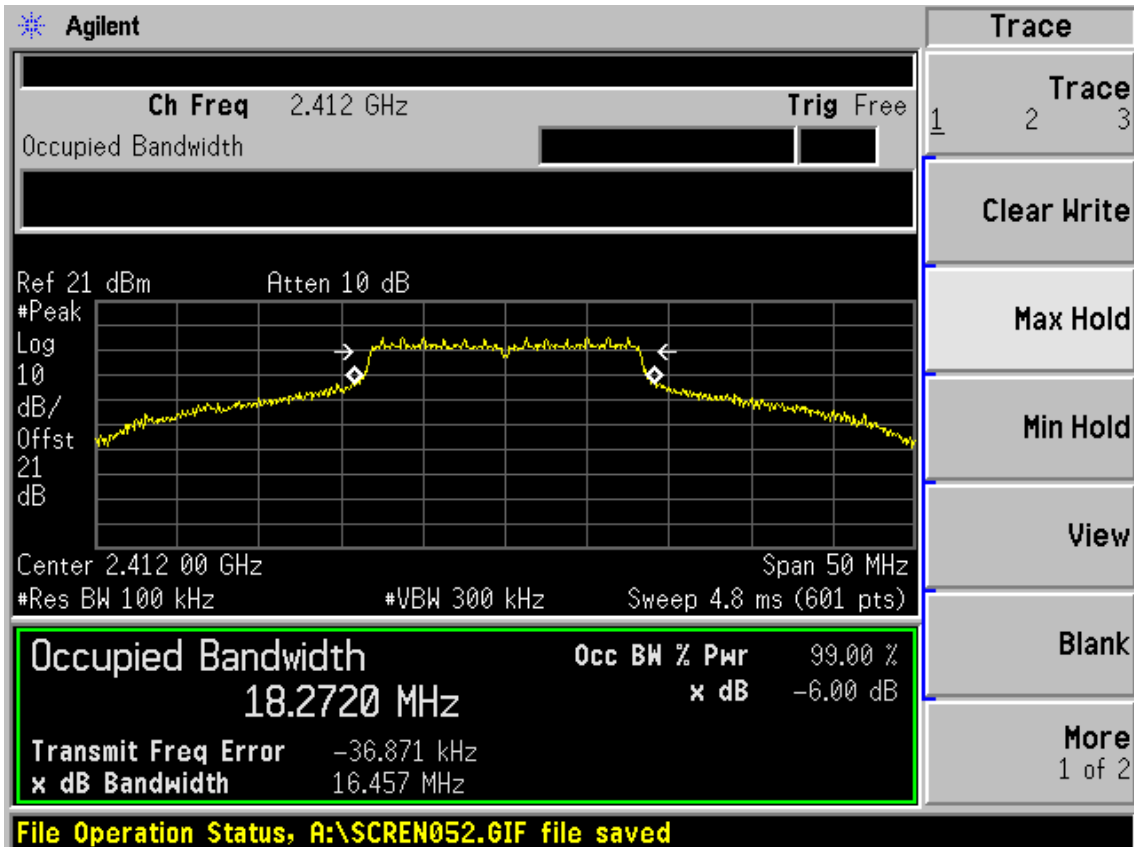 Agilent
Trace
Ch Freq 2.412 GHz Trig Free
Occupied Bandwidth
Trace
1 2 3
Clear Write
Max Hold
Min Hold
View
Blank
More
1 of 2
Ref 21 dBm Atten 10 dB
#Peak
Log
10
dB/
Offst
21
dB
Center 2.412 00 GHz Span 50 MHz
#Res BW 100 kHz #VBW 300 kHz Sweep 4.8 ms (601 pts)
Occupied Bandwidth Occ BW % Pwr 99.00 %
18.2720 MHz x dB -6.00 dB
Transmit Freq Error -36.871 kHz
x dB Bandwidth 16.457 MHz
File Operation Status, A:\SCREN052.GIF file saved